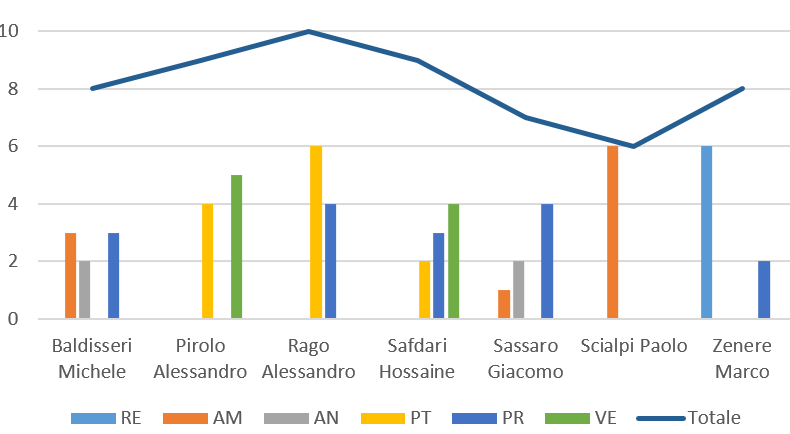 10
8
6
4
2
0
Baldisseri Pirolo Rago Safdari Sassaro Scialpi Paolo Zenere
Michele Alessandro Alessandro Hossaine Giacomo Marco
RE AM AN PT PR VE Totale